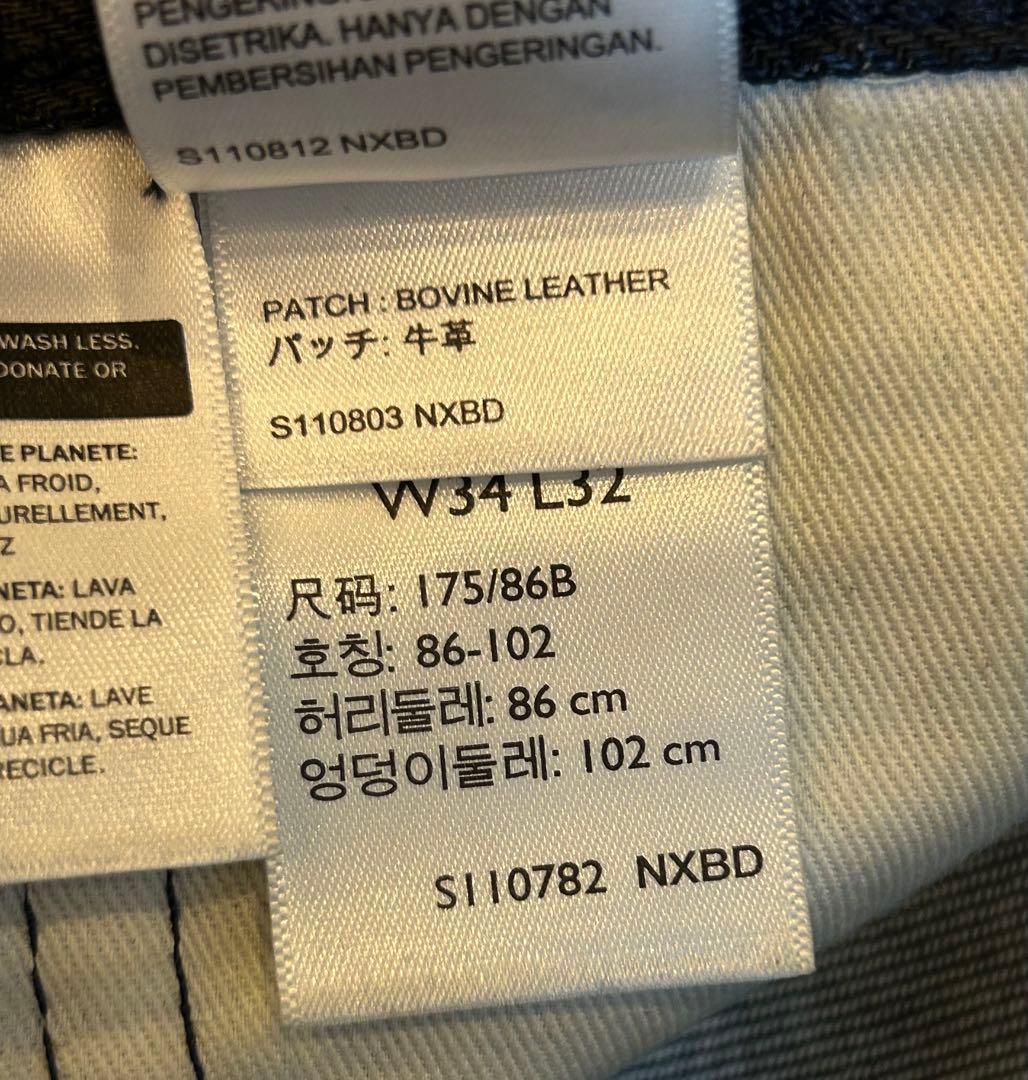 DISETRIKA. HANYA DENGAN
PEMBERSIHAN PENGERINGAN.
S110812 NXBD
PATCH : BOVINE LEATHER
パッチ: 牛革
S110803 NXBD
WASH LESS,
DONATE OR
E PLANETE:
A FROID,
URELLEMENT,
Z
NETA: LAVA
O, TIENDE LA
CLA.
ANETA: LAVE
UA FRIA, SEQUE
RECICLE.
W34 L32
尺码: 175/86B
호칭: 86-102
허리둘레: 86 cm
엉덩이둘레: 102 cm
S110782 NXBD